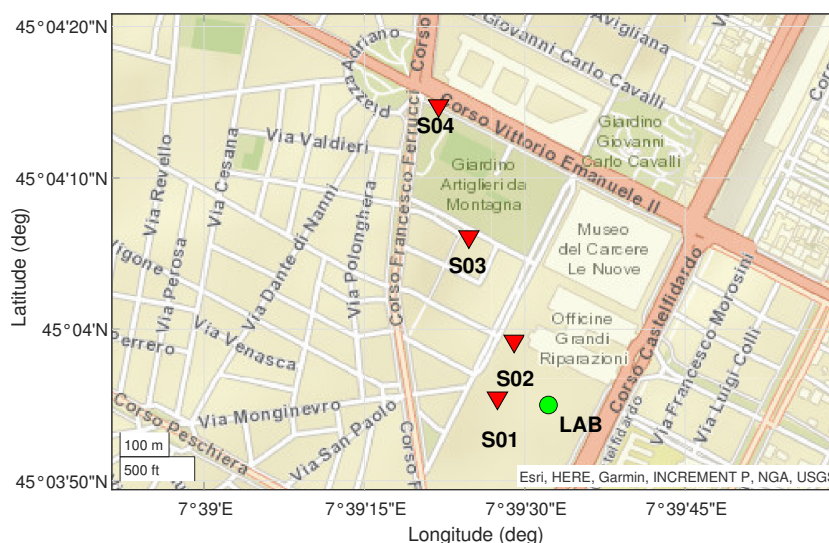 45°04'20"N
45°04'10"N
45°04'N
45°03'50"N
Latitude (deg)
7°39'E
7°39'15"E
7°39'30"E
7°39'45"E
Longitude (deg)
Avigliana
Via Giovanni Carlo Cavalli
Corso
Piazza Adriano
Corso Vittorio Emanuele II
S04
Giardino
Giovanni
Carlo Cavalli
Via Valdieri
Giardino
Artiglieri da
Montagna
Via Revello
Via Cesana
Via Dante di Nanni
Via Polonghera
Corso Francesco Ferrucci
Museo
del Carcere
Le Nuove
S03
Vigone
Via Perosa
Officine
Grandi
Riparazioni
Corso Castelfidardo
Via Francesco Morosini
Via Luigi Colli
Ferrero
Via Venasca
S02
S01
LAB
Via Monginevro
Via San Paolo
Corso Peschiera
Corso F
stelfidardo
100 m
500 ft
Esri, HERE, Garmin, INCREMENT P, NGA, USGS